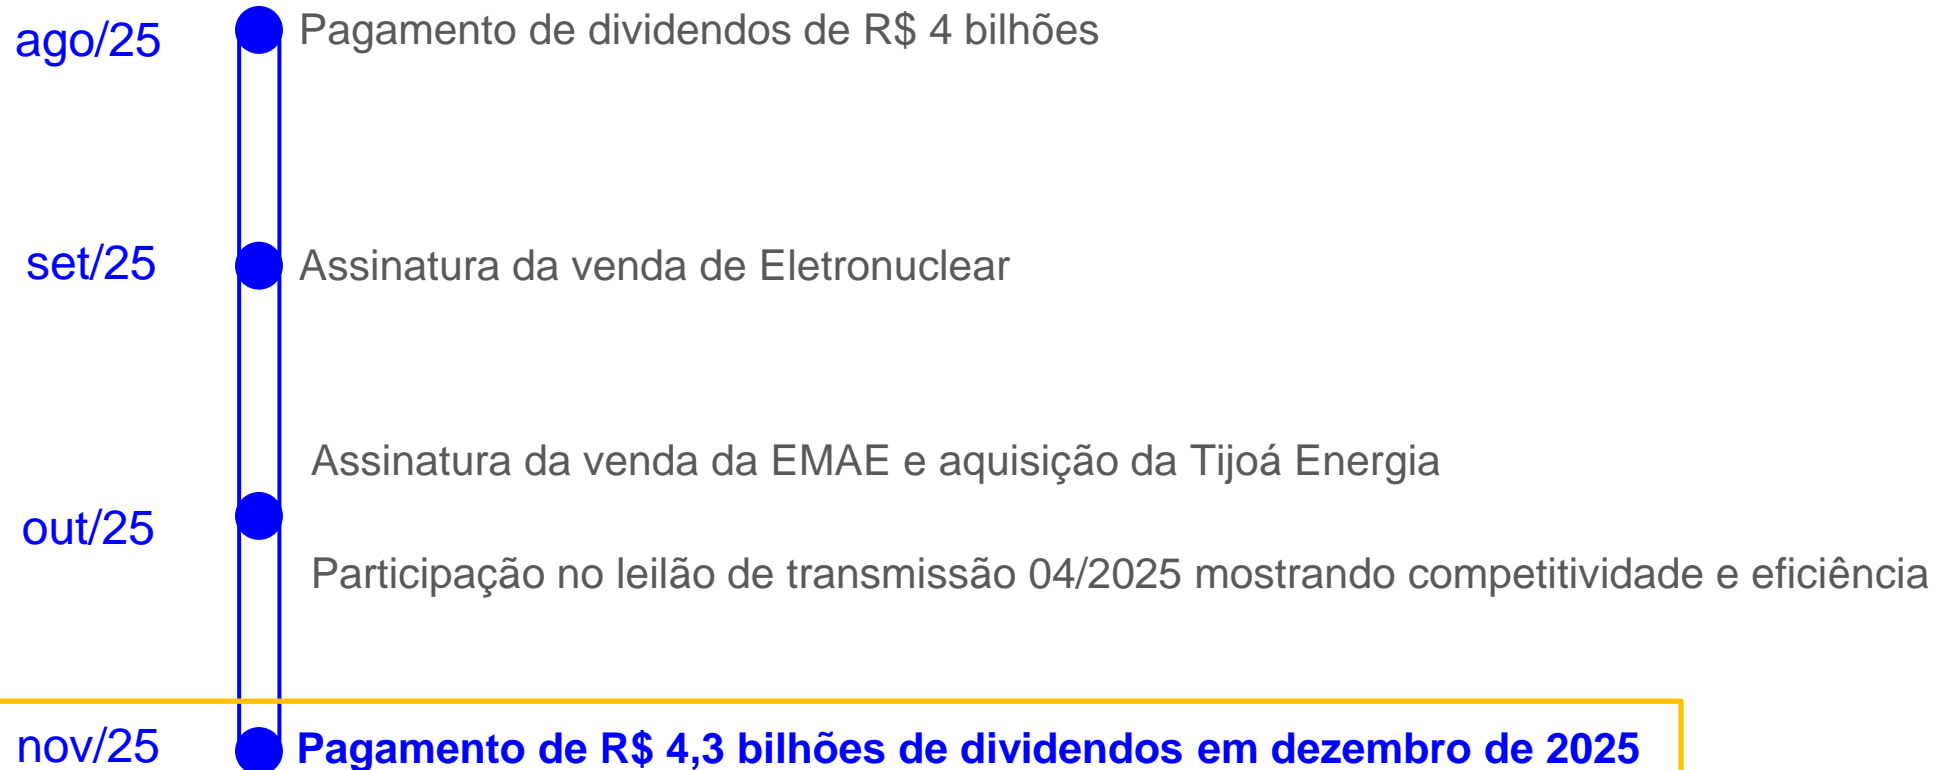 ago/25
Pagamento de dividendos de R$ 4 bilhões
set/25
Assinatura da venda de Eletronuclear
Assinatura da venda da EMAE e aquisição da Tijoá Energia
out/25
Participação no leilão de transmissão 04/2025 mostrando competitividade e eficiência
nov/25
Pagamento de R$ 4,3 bilhões de dividendos em dezembro de 2025